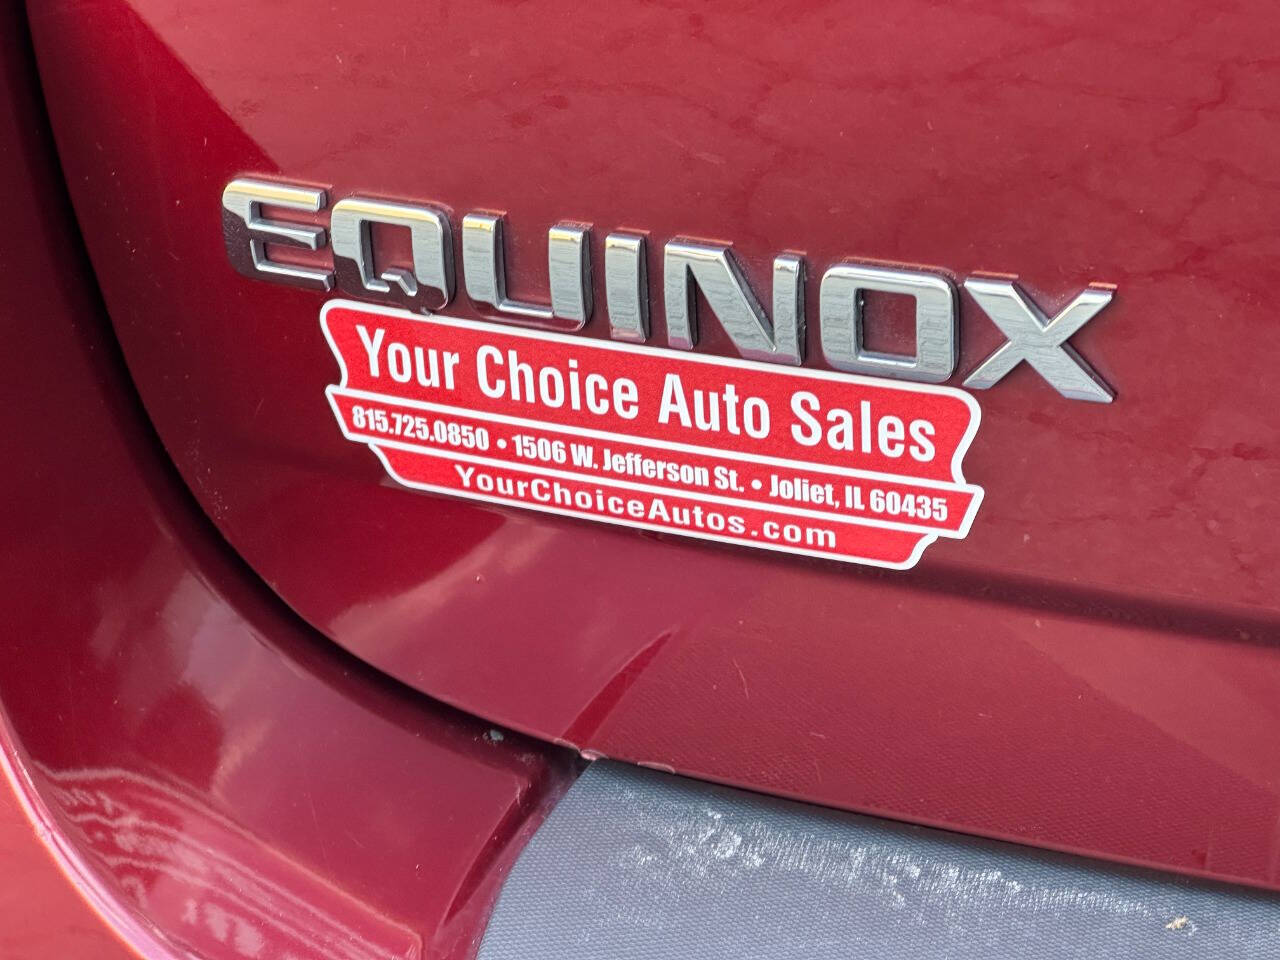 EQUINOX
Your Choice Auto Sales
815.725.0850 • 1506 W. Jefferson St. • Joliet, IL 60435
YourChoiceAutos.com